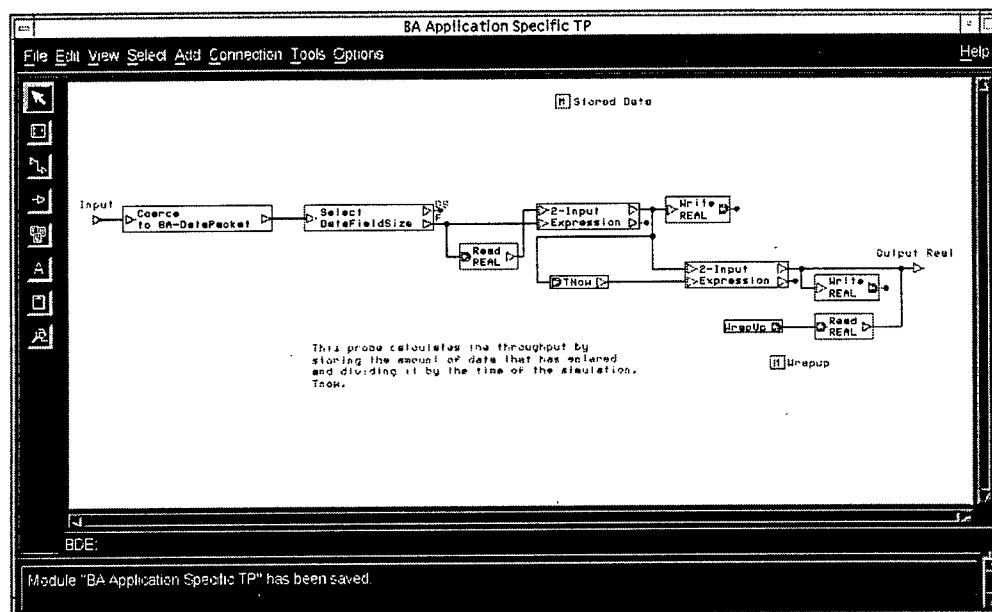 BA Application Specific TP
File Edit View Select Add Connection Tools Options Help
M Stored Data
Input
Coerce
to BA-DataPacket
Select
DataFieldSize
2-Input
Expression
Write
REAL
Read
REAL
TNow
2-Input
Expression
Output Real
Write
REAL
WrapUp
Read
REAL
This probe calculates the throughput by
storing the amount of data that has entered
and dividing it by the time of the simulation,
Tnow.
M Wrapup
BDE:
Module "BA Application Specific TP" has been saved.